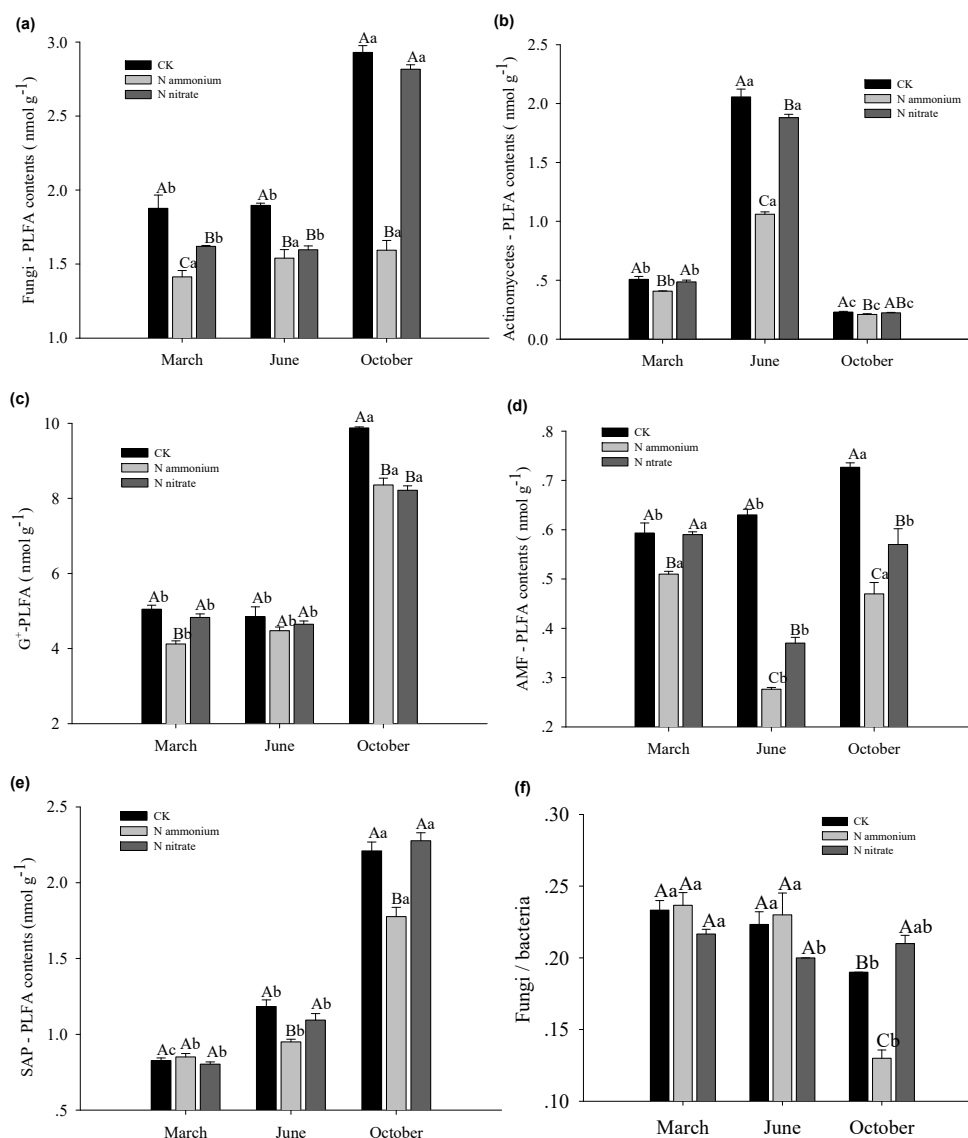 (a)
Fungi - PLFA contents ( nmol g-1)
3.0
2.5
2.0
1.5
1.0
CK
N ammonium
N nitrate
Ab
Ca
Bb
Ab
Ba
Bb
Aa
Ba
Aa
March June October
(b)
Actinomycetes - PLFA contents ( nmol g-1)
2.5
2.0
1.5
1.0
.5
0.0
CK
N ammonium
N nitrate
Ab
Bb
Ab
Aa
Ca
Ba
Ac
Bc
ABc
March June October
(c)
G+-PLFA ( nmol g-1)
10
8
6
4
2
CK
N ammonium
N nitrate
Ab
Bb
Ab
Ab
Ab
Ab
Aa
Ba
Ba
March June October
(d)
AMF - PLFA contents ( nmol g-1)
.8
.7
.6
.5
.4
.3
.2
CK
N ammonium
N ntrate
Ab
Ba
Aa
Ab
Cb
Bb
Aa
Ca
Bb
March June October
(e)
SAP - PLFA contents (nmol g-1)
2.5
2.0
1.5
1.0
.5
CK
N ammonium
N nitrate
Ac
Ab
Ab
Ab
Bb
Ab
Aa
Ba
Aa
March June October
(f)
Fungi / bacteria
.30
.25
.20
.15
.10
CK
N ammonium
N nitrate
Aa
Aa
Aa
Aa
Aa
Ab
Bb
Cb
Aab
March June October